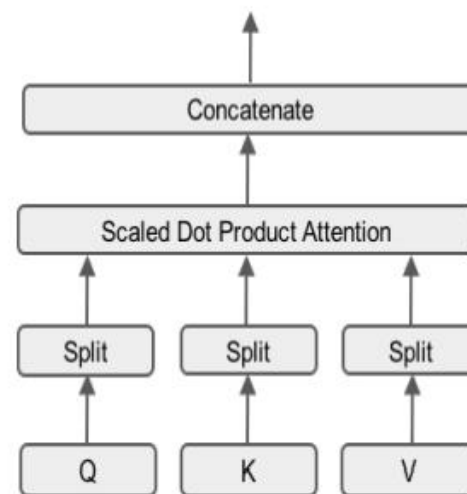 Concatenate
Scaled Dot Product Attention
Split Split Split
Q K V